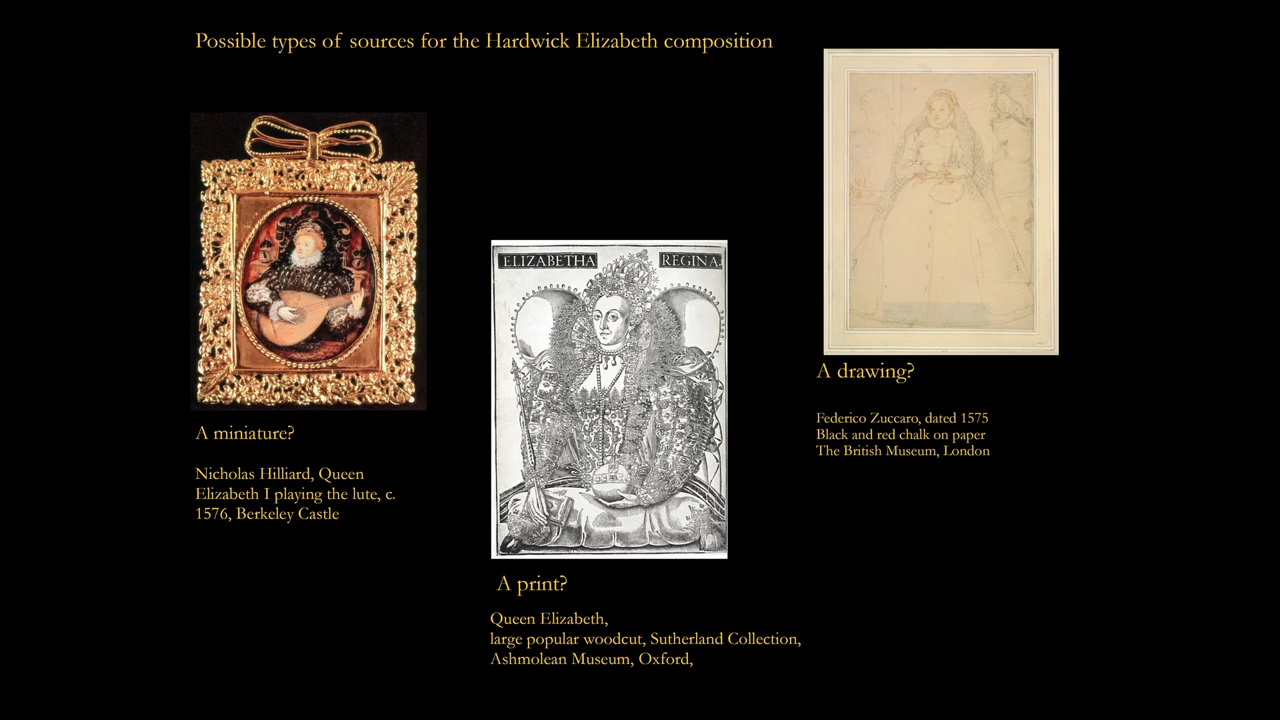 Possible types of sources for the Hardwick Elizabeth composition
A miniature?
Nicholas Hilliard, Queen
Elizabeth I playing the lute, c.
1576, Berkeley Castle
ELIZABETHA REGINA.
A print?
Queen Elizabeth,
large popular woodcut, Sutherland Collection,
Ashmolean Museum, Oxford,
A drawing?
Federico Zuccaro, dated 1575
Black and red chalk on paper
The British Museum, London